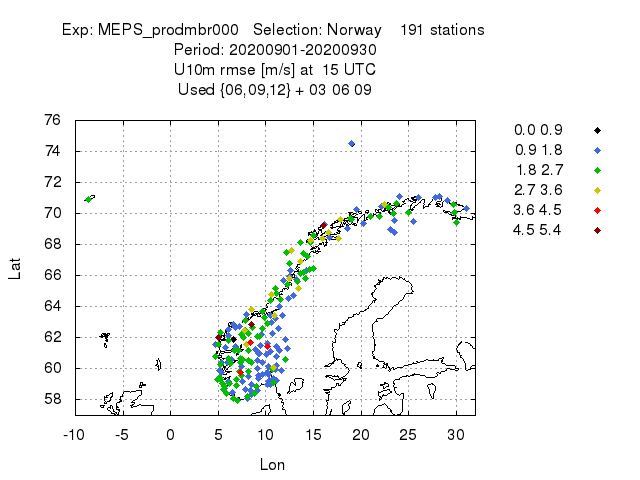 Exp: MEPS_prodmbr000 Selection: Norway 191 stations
Period: 20200901-20200930
U10m rmse [m/s] at 15 UTC
Used {06,09,12} + 03 06 09
76
74
72
70
68
66
64
62
60
58
Lat
-10 -5 0 5 10 15 20 25 30
Lon
0.0 0.9
0.9 1.8
1.8 2.7
2.7 3.6
3.6 4.5
4.5 5.4